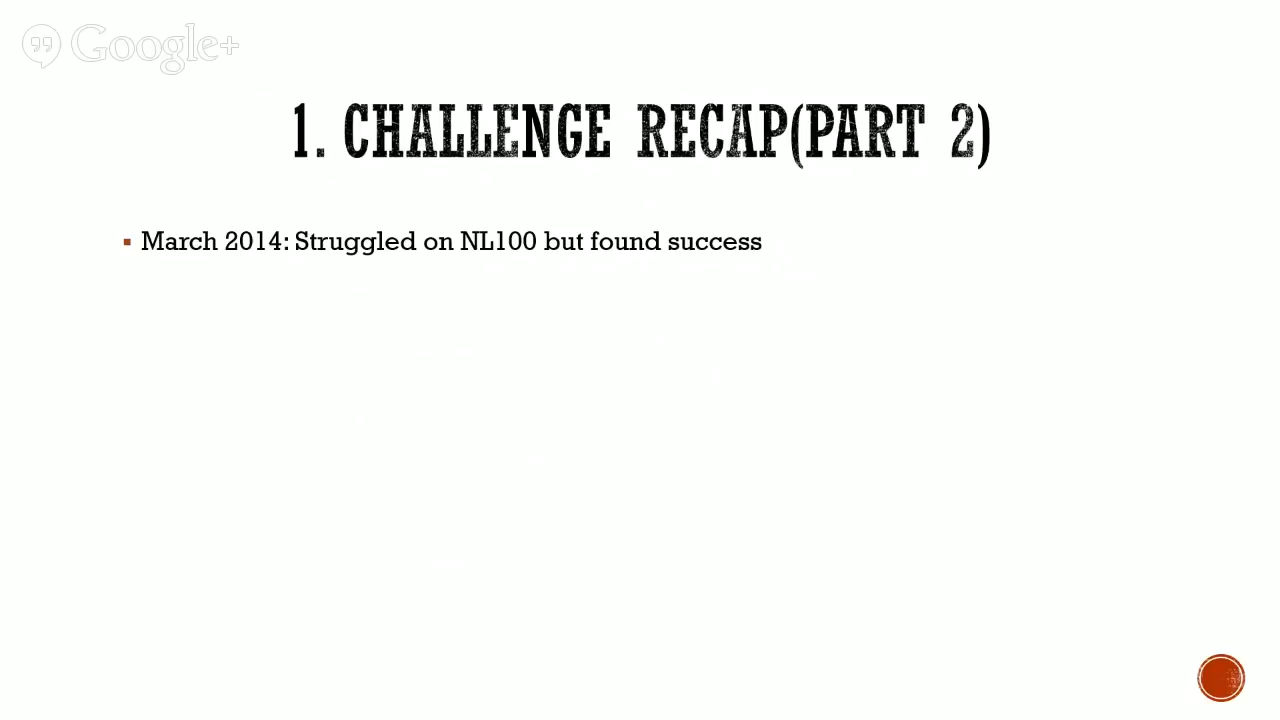 Google+
1. CHALLENGE RECAP(PART 2)
March 2014: Struggled on NL100 but found success